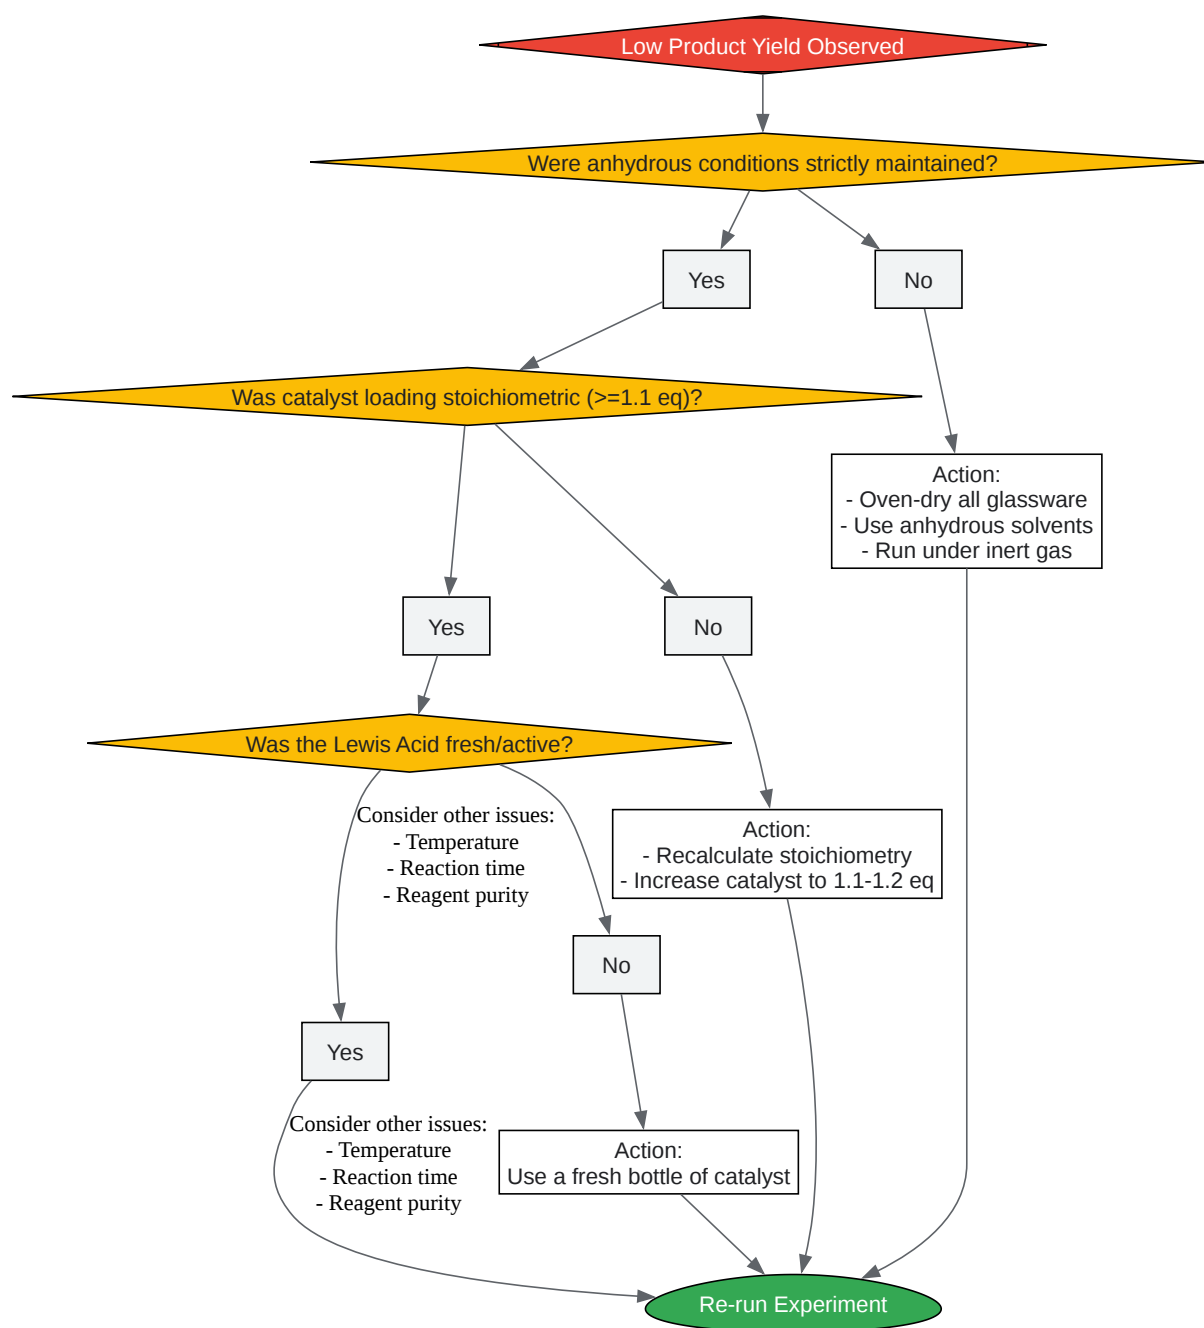 Low Product Yield Observed
Were anhydrous conditions strictly maintained?
Yes
No
Was catalyst loading stoichiometric (>=1.1 eq)?
Action:
- Oven-dry all glassware
- Use anhydrous solvents
- Run under inert gas
Yes
No
Was the Lewis Acid fresh/active?
Consider other issues:
- Temperature
- Reaction time
- Reagent purity
Action:
- Recalculate stoichiometry
- Increase catalyst to 1.1-1.2 eq
No
Yes
Consider other issues:
- Temperature
- Reaction time
- Reagent purity
Action:
Use a fresh bottle of catalyst
Re-run Experiment